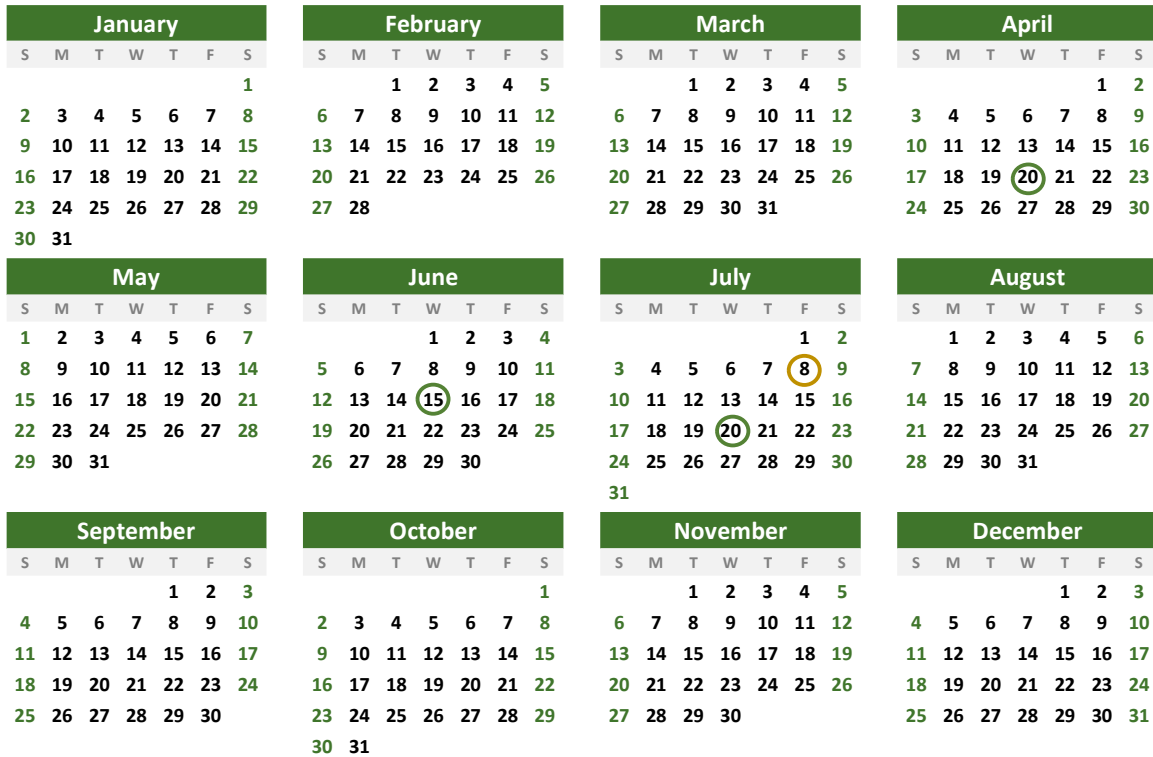 January February March April
S M T W T F S S M T W T F S S M T W T F S S M T W T F S
1 1 2 3 4 5 1 2 3 4 5 1 2
2 3 4 5 6 7 8 6 7 8 9 10 11 12 6 7 8 9 10 11 12 3 4 5 6 7 8 9
9 10 11 12 13 14 15 13 14 15 16 17 18 19 13 14 15 16 17 18 19 10 11 12 13 14 15 16
16 17 18 19 20 21 22 20 21 22 23 24 25 26 20 21 22 23 24 25 26 17 18 19 20 21 22 23
23 24 25 26 27 28 29 27 28 27 28 29 30 31 24 25 26 27 28 29 30
30 31
May June July August
S M T W T F S S M T W T F S S M T W T F S S M T W T F S
1 2 3 4 5 6 7 1 2 3 4 1 2 1 2 3 4 5 6
8 9 10 11 12 13 14 5 6 7 8 9 10 11 3 4 5 6 7 8 9 7 8 9 10 11 12 13
15 16 17 18 19 20 21 12 13 14 15 16 17 18 10 11 12 13 14 15 16 14 15 16 17 18 19 20
22 23 24 25 26 27 28 19 20 21 22 23 24 25 17 18 19 20 21 22 23 21 22 23 24 25 26 27
29 30 31 26 27 28 29 30 24 25 26 27 28 29 30 28 29 30 31
31
September October November December
S M T W T F S S M T W T F S S M T W T F S S M T W T F S
1 2 3 1 1 2 3 4 5 1 2 3
4 5 6 7 8 9 10 2 3 4 5 6 7 8 6 7 8 9 10 11 12 4 5 6 7 8 9 10
11 12 13 14 15 16 17 9 10 11 12 13 14 15 13 14 15 16 17 18 19 11 12 13 14 15 16 17
18 19 20 21 22 23 24 16 17 18 19 20 21 22 20 21 22 23 24 25 26 18 19 20 21 22 23 24
25 26 27 28 29 30 23 24 25 26 27 28 29 27 28 29 30 25 26 27 28 29 30 31
30 31